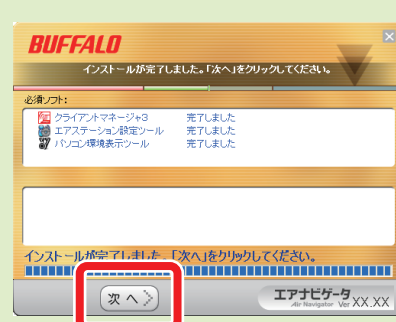 BUFFALO
インストールが完了しました。「次へ」をクリックしてください。
必須ソフト:
クライアントマネージャ3 完了しました
エアステーション設定ツール 完了しました
パソコン環境表示ツール 完了しました
インストールが完了しました。「次へ」をクリックしてください。
次へ
エアナビゲータ
Air Navigator Ver XX.XX